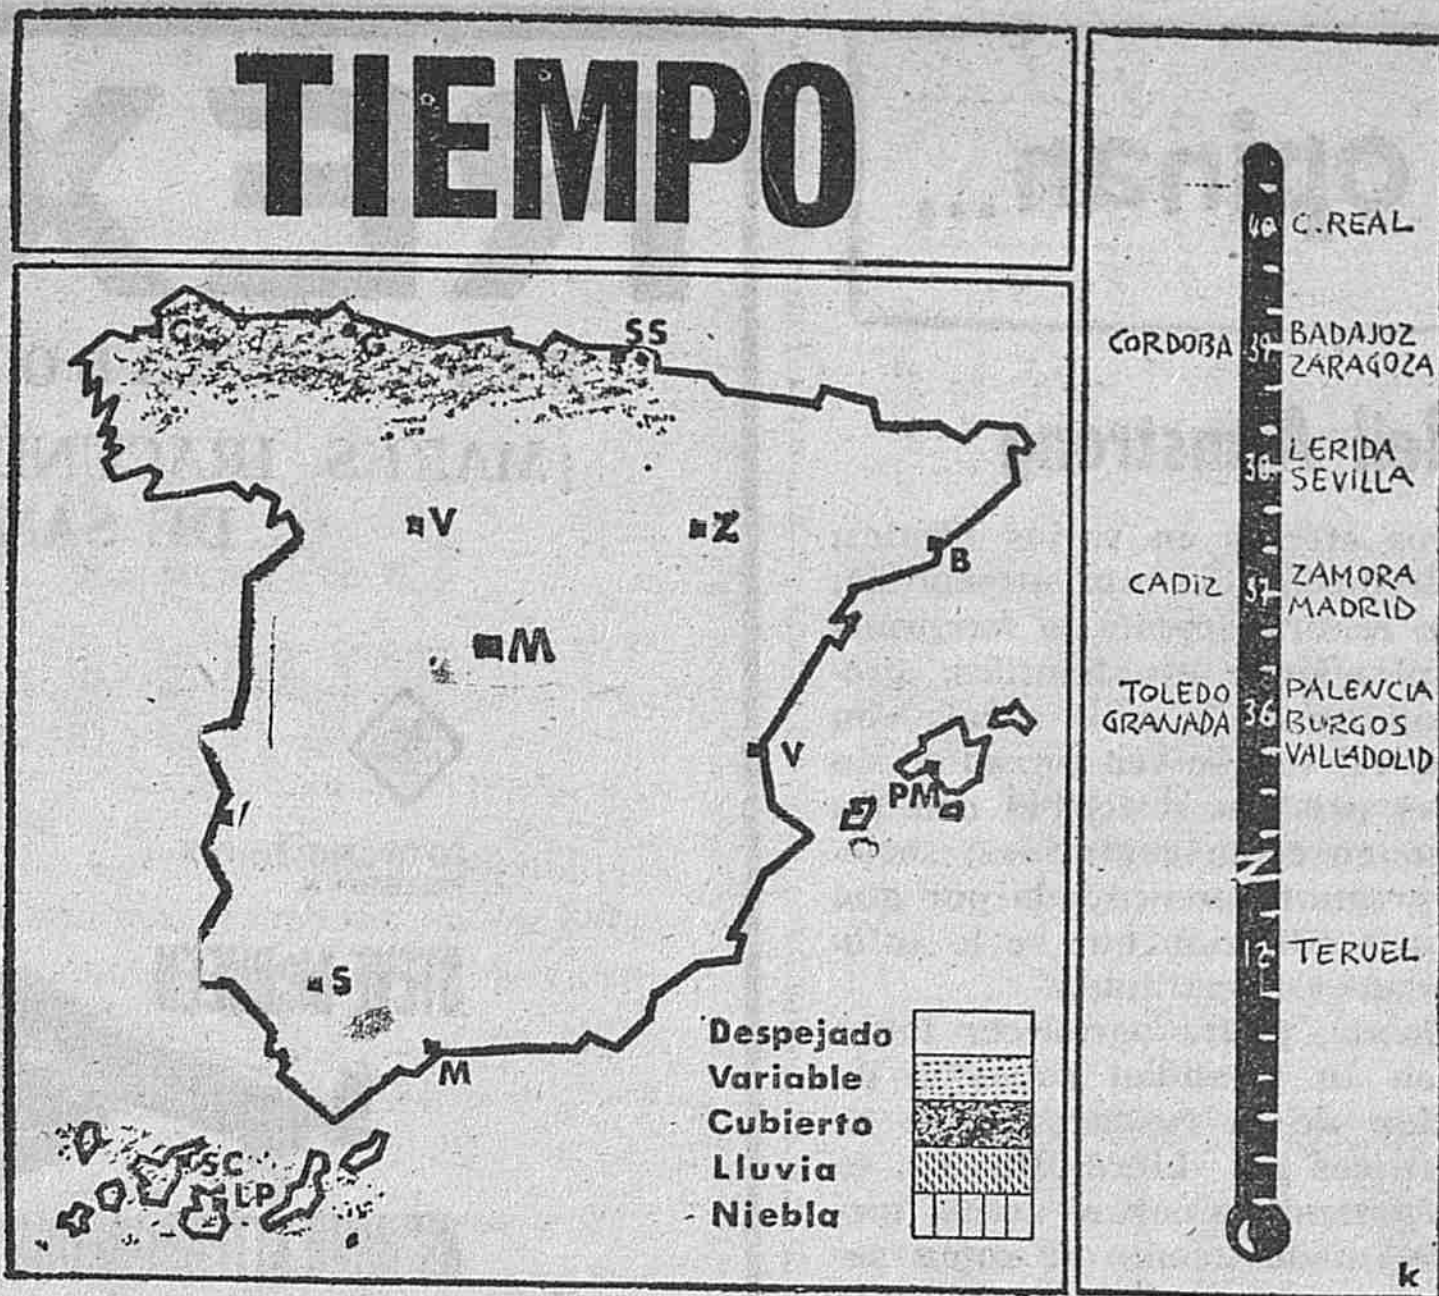 TIEMPO
C
G
SS
V
Z
B
M
V
PM
S
M
SC
LP
Despejado
Variable
Cubierto
Lluvia
Niebla
40 C.REAL
CORDOBA 39 BADAJOZ
ZARAGOZA
38 LERIDA
SEVILLA
CADIZ 37 ZAMORA
MADRID
TOLEDO 36 PALENCIA
GRANADA BURGOS
VALLADOLID
12 TERUEL
k